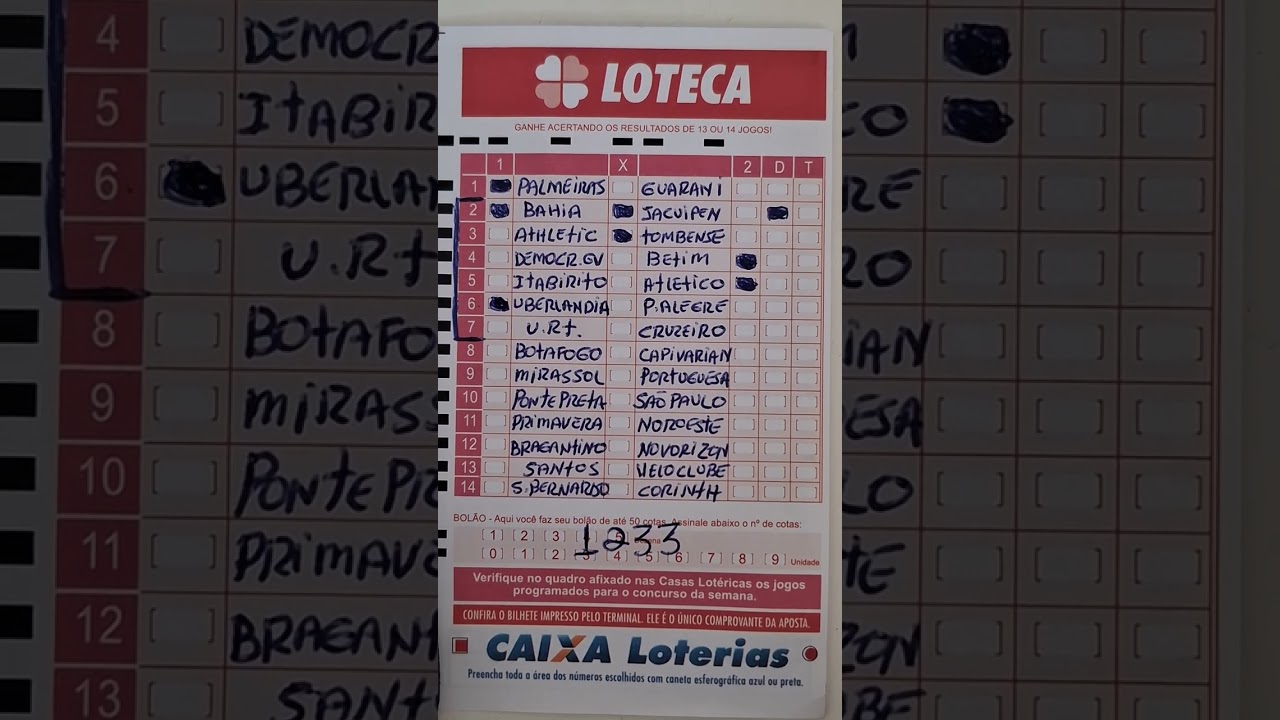 LOTECA
GANHE ACERTANDO OS RESULTADOS DE 13 OU 14 JOGOS!
1 X 2 D T
1 PALMEIRAS GUARANI
2 BAHIA JACUIPEN
3 ATHLETIC TOMBENSE
4 DEMOCR.GV BETIM
5 ITABIRITO ATLETICO
6 UBERLANDIA P.ALEGRE
7 U.R.T. CRUZEIRO
8 BOTAFOGO CAPIVARIAN
9 MIRASSOL PORTUGUESA
10 PONTE PRETA SÃO PAULO
11 PRIMAVERA NOROESTE
12 BRAGANTINO NOVORIZON
13 SANTOS VELOCLUBE
14 S.BERNARDO CORINTH
BOLÃO - Aqui você faz seu bolão de até 50 cotas. Assinale abaixo o nº de cotas:
1 2 3
1233
0 1 2 3 4 5 6 7 8 9 Unidade
Verifique no quadro afixado nas Casas Lotéricas os jogos
programados para o concurso da semana.
CONFIRA O BILHETE IMPRESSO PELO TERMINAL. ELE É O ÚNICO COMPROVANTE DA APOSTA.
CAIXA Loterias
Preencha toda a área dos números escolhidos com caneta esferográfica azul ou preta.